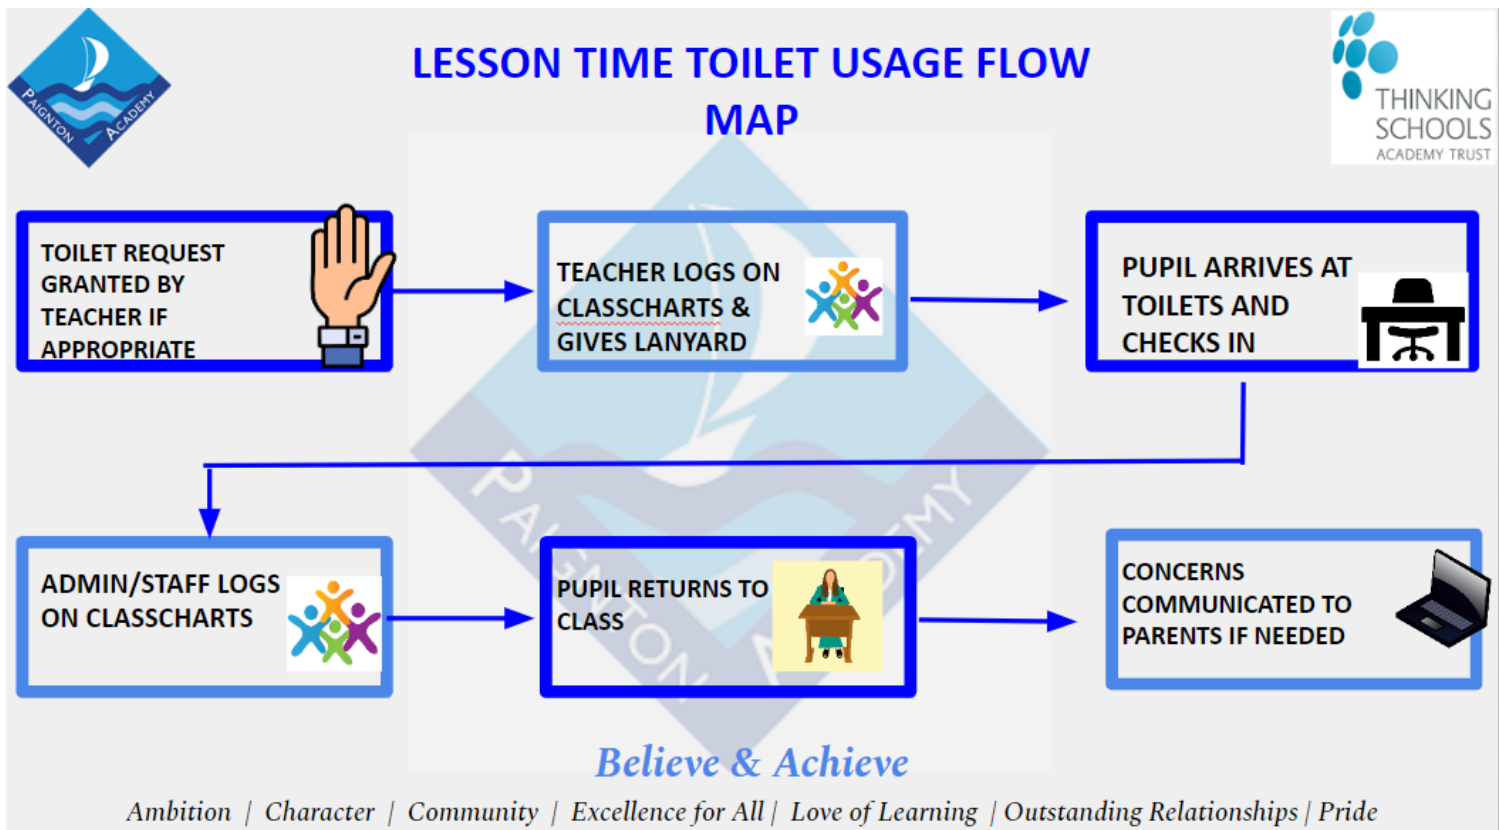 PAIGNTON ACADEMY
LESSON TIME TOILET USAGE FLOW
MAP
THINKING
SCHOOLS
ACADEMY TRUST
TOILET REQUEST
GRANTED BY
TEACHER IF
APPROPRIATE
TEACHER LOGS ON
CLASSCHARTS &
GIVES LANYARD
PUPIL ARRIVES AT
TOILETS AND
CHECKS IN
ADMIN/STAFF LOGS
ON CLASSCHARTS
PUPIL RETURNS TO
CLASS
CONCERNS
COMMUNICATED TO
PARENTS IF NEEDED
PAIGNTON ACADEMY
Believe & Achieve
Ambition | Character | Community | Excellence for All | Love of Learning | Outstanding Relationships | Pride